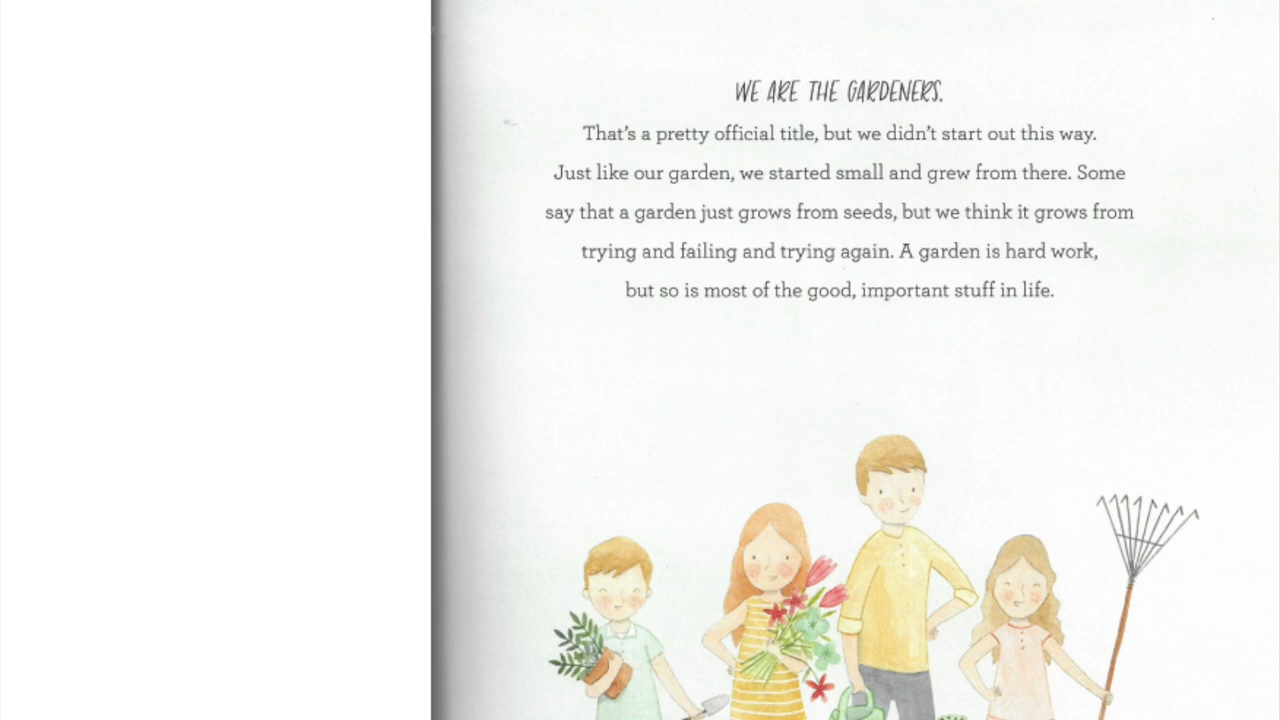 WE ARE THE GARDENERS.
That's a pretty official title, but we didn't start out this way.
Just like our garden, we started small and grew from there. Some
say that a garden just grows from seeds, but we think it grows from
trying and failing and trying again. A garden is hard work,
but so is most of the good, important stuff in life.